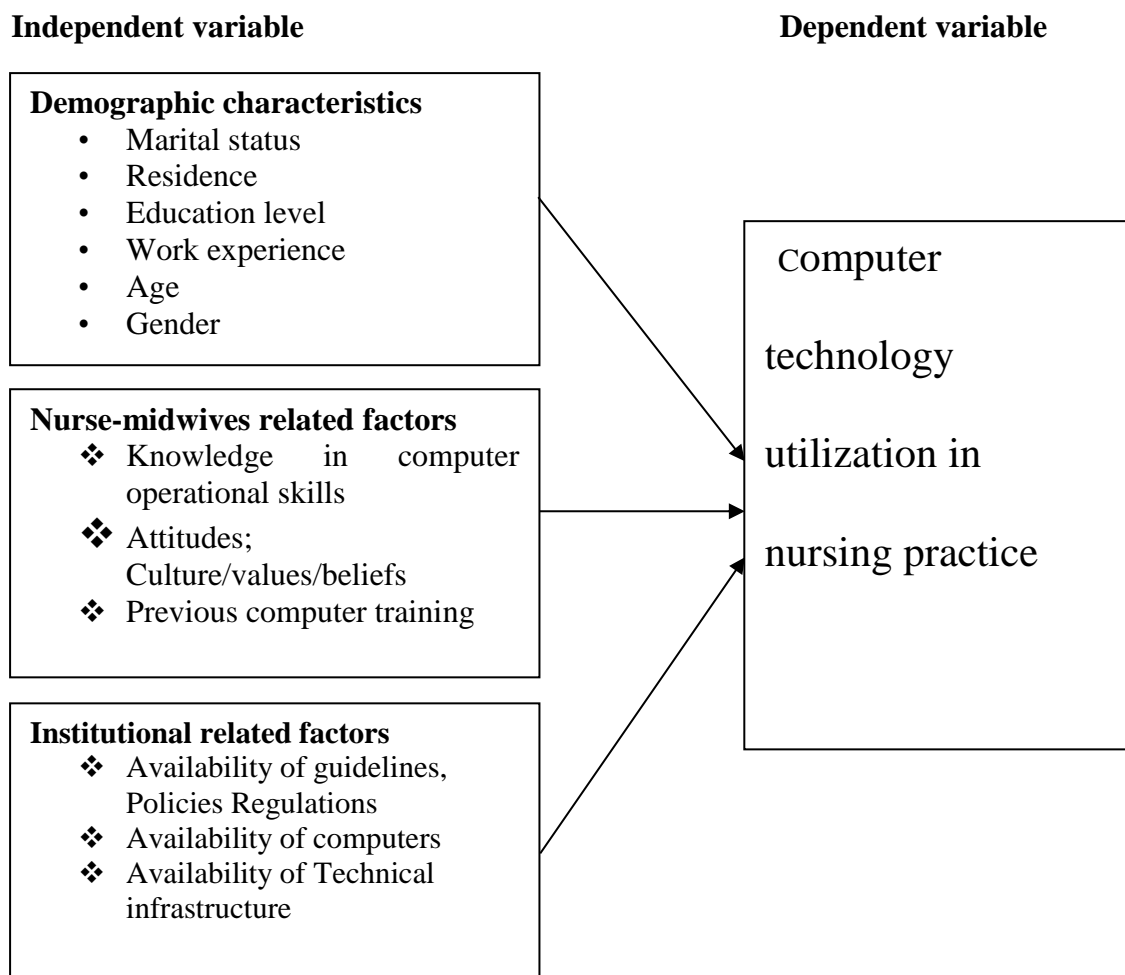 Independent variable
Dependent variable
Demographic characteristics
• Marital status
• Residence
• Education level
• Work experience
• Age
• Gender
Nurse-midwives related factors
❖ Knowledge in computer
operational skills
❖ Attitudes;
Culture/values/beliefs
❖ Previous computer training
Institutional related factors
❖ Availability of guidelines,
Policies Regulations
❖ Availability of computers
❖ Availability of Technical
infrastructure
Computer
technology
utilization in
nursing practice